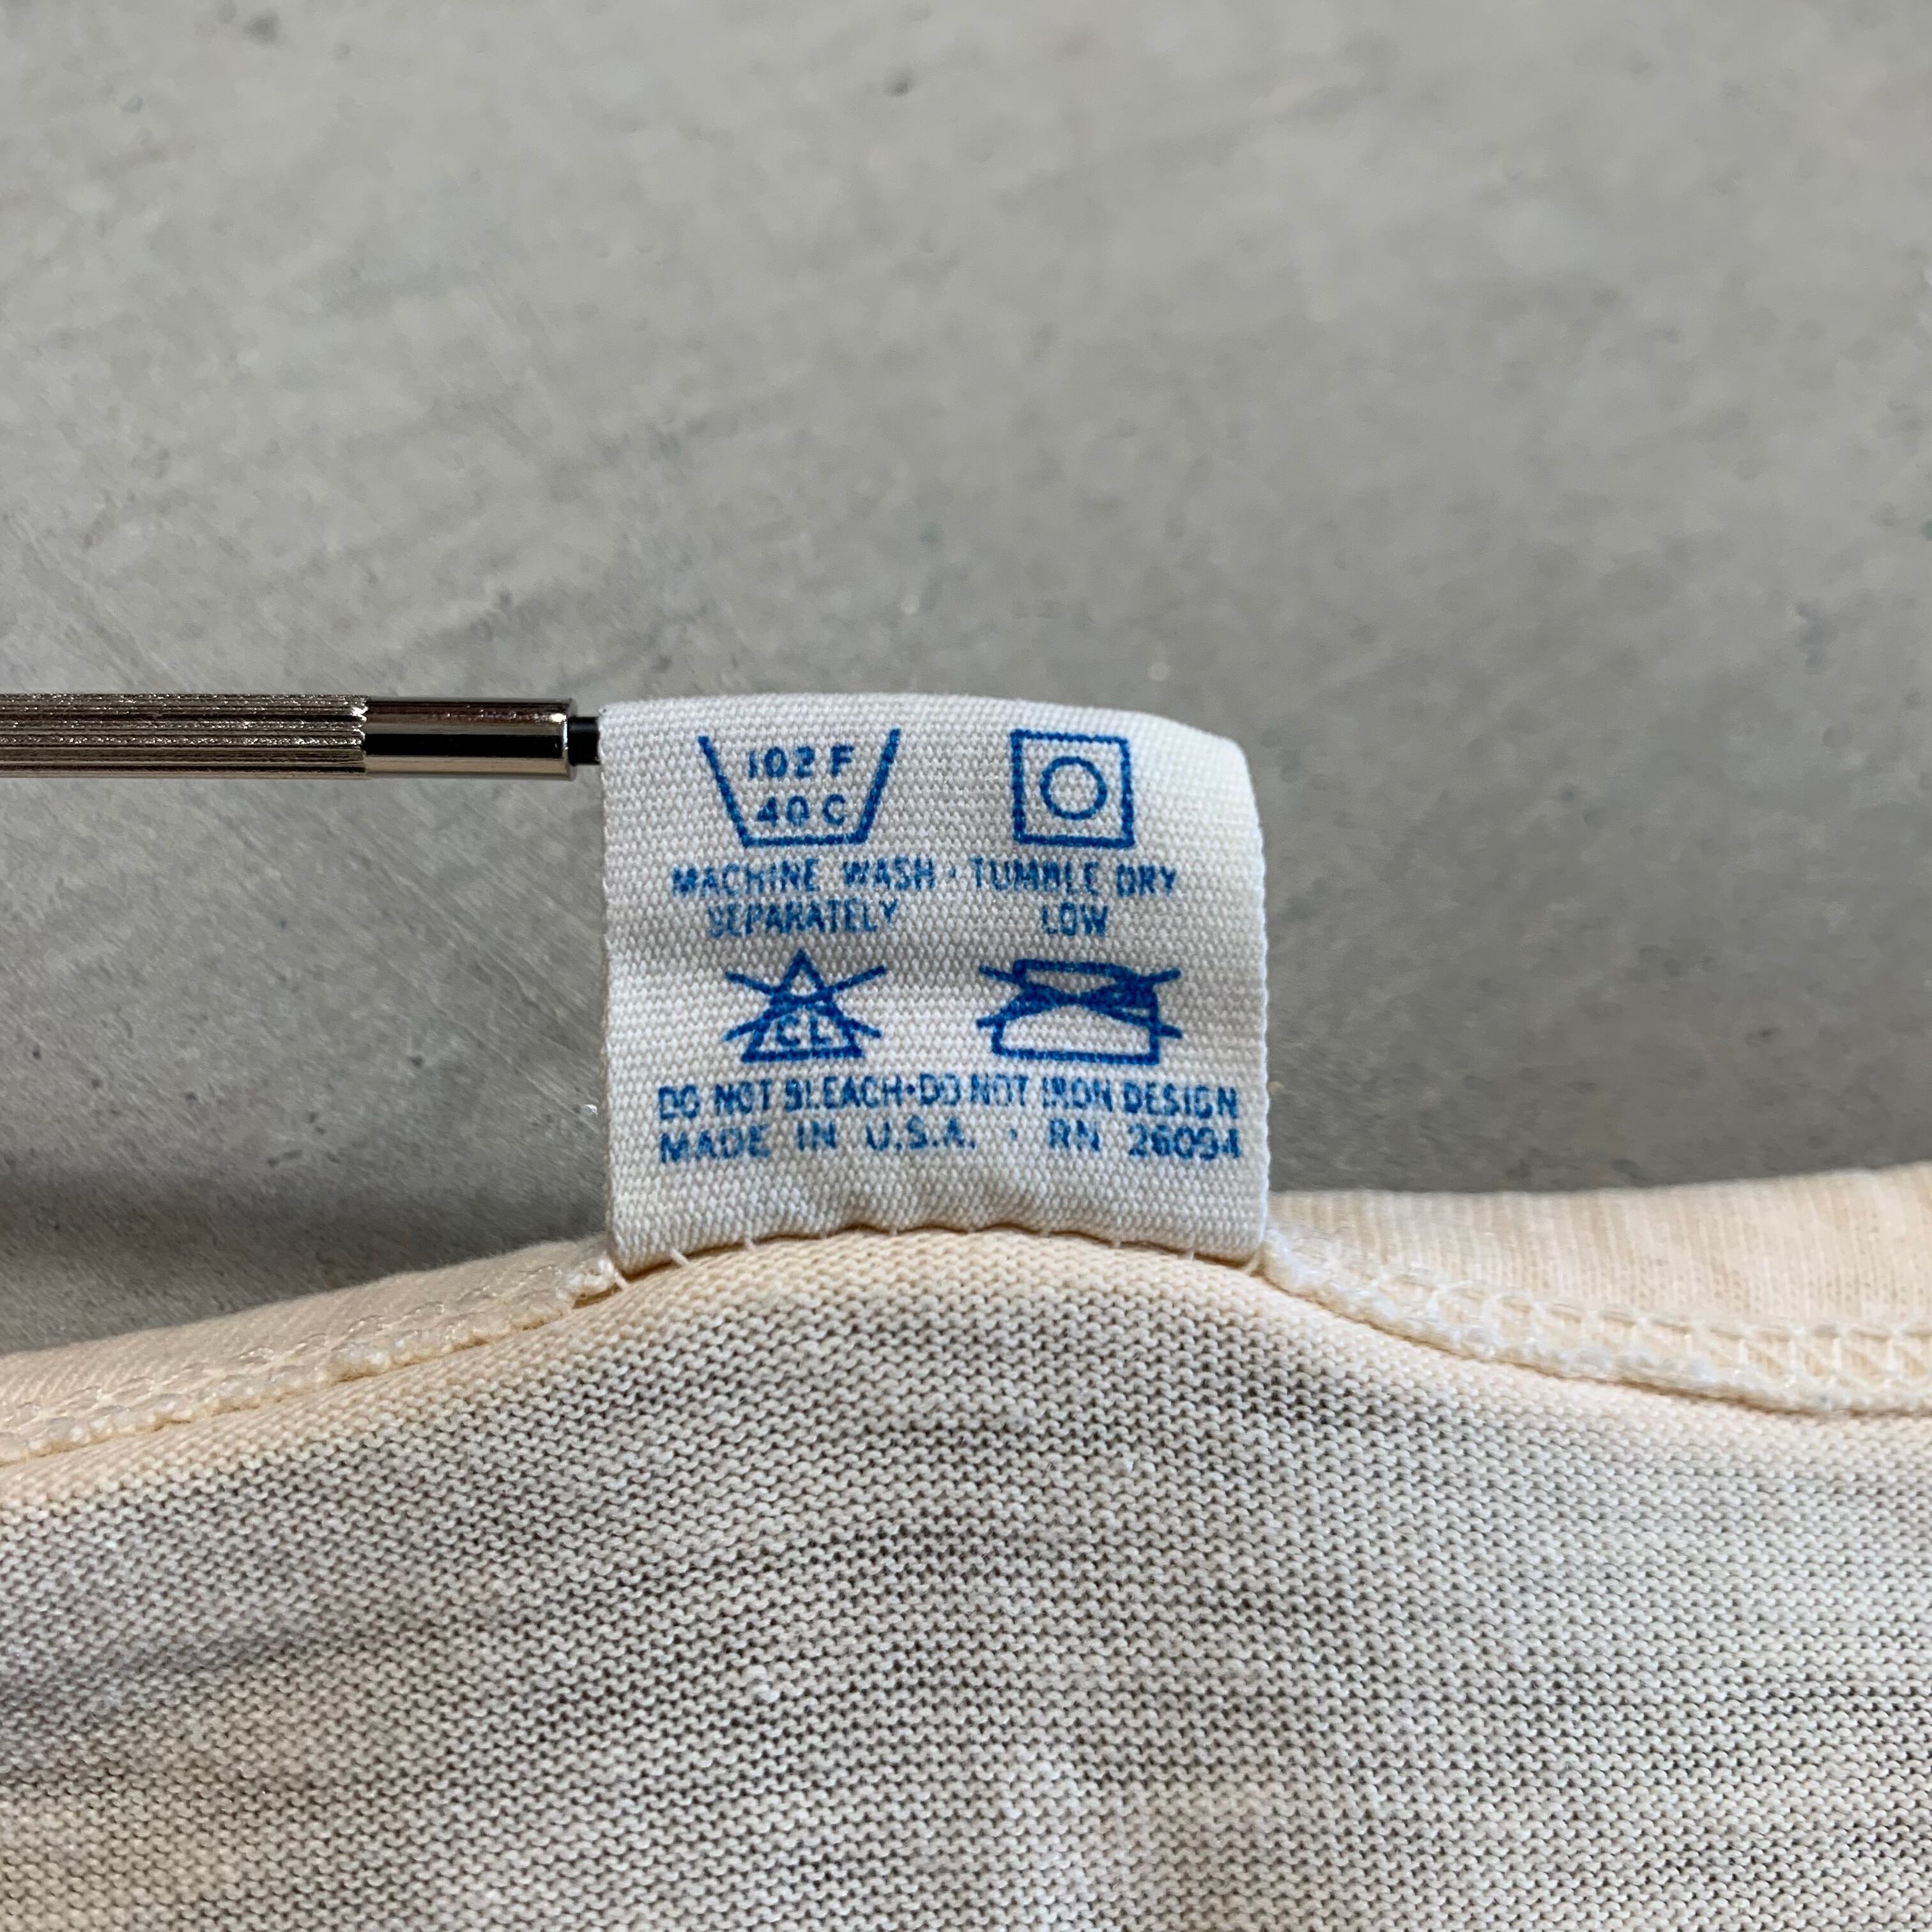 102 F
40 C
MACHINE WASH · TUMBLE DRY
SEPARATELY LOW
CL
DO NOT BLEACH·DO NOT IRON DESIGN
MADE IN U.S.A. · RN 26094